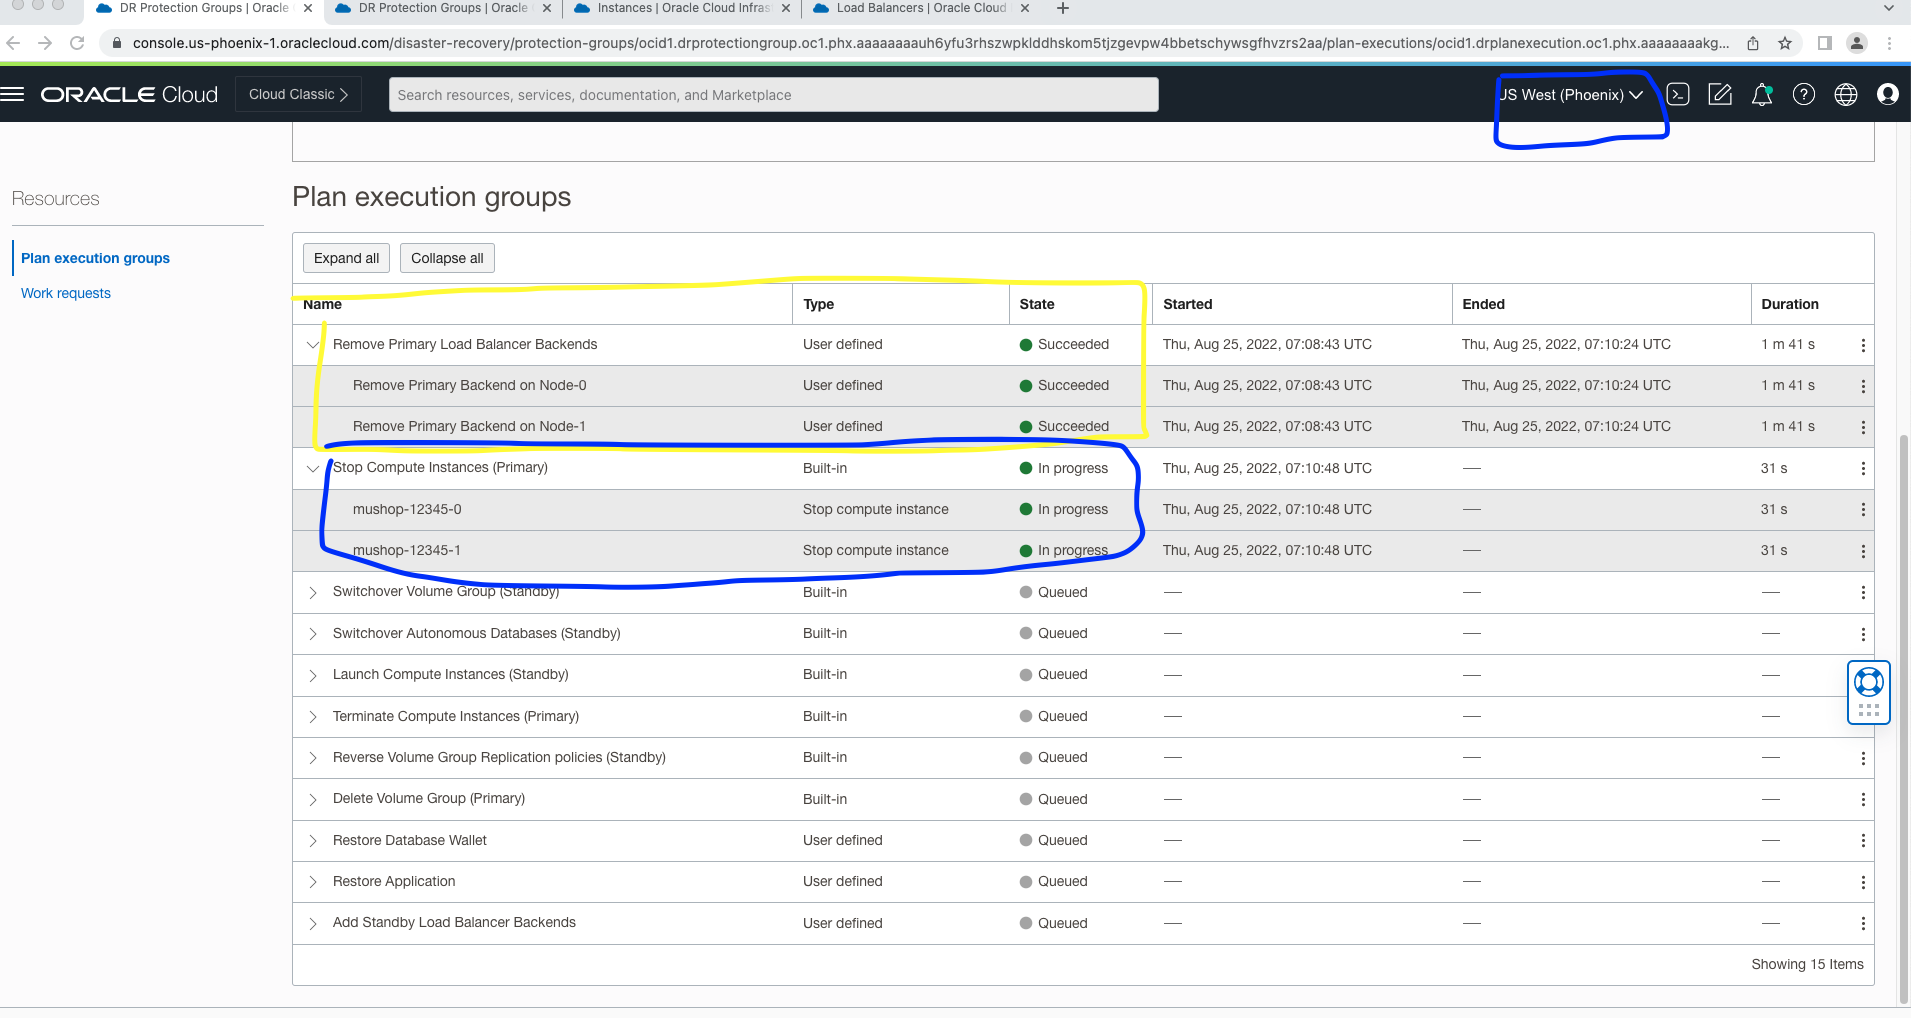 DR Protection Groups | Oracle C
DR Protection Groups | Oracle
Instances | Oracle Cloud Infras
Load Balancers | Oracle Cloud
console.us-phoenix-1.oraclecloud.com/disaster-recovery/protection-groups/ocid1.drprotectiongroup.oc1.phx.aaaaaaaauh6yfu3rhszwpklddhskom5tjzgevpw4bbetschywsgfhvzrs2aa/plan-executions/ocid1.drplanexecution.oc1.phx.aaaaaaaakg...
ORACLE Cloud
Cloud Classic
Search resources, services, documentation, and Marketplace
US West (Phoenix)
Resources
Plan execution groups
Work requests
Plan execution groups
Expand all
Collapse all
Name Type State Started Ended Duration
Remove Primary Load Balancer Backends User defined Succeeded Thu, Aug 25, 2022, 07:08:43 UTC Thu, Aug 25, 2022, 07:10:24 UTC 1 m 41 s
Remove Primary Backend on Node-0 User defined Succeeded Thu, Aug 25, 2022, 07:08:43 UTC Thu, Aug 25, 2022, 07:10:24 UTC 1 m 41 s
Remove Primary Backend on Node-1 User defined Succeeded Thu, Aug 25, 2022, 07:08:43 UTC Thu, Aug 25, 2022, 07:10:24 UTC 1 m 41 s
Stop Compute Instances (Primary) Built-in In progress Thu, Aug 25, 2022, 07:10:48 UTC — 31 s
mushop-12345-0 Stop compute instance In progress Thu, Aug 25, 2022, 07:10:48 UTC — 31 s
mushop-12345-1 Stop compute instance In progress Thu, Aug 25, 2022, 07:10:48 UTC — 31 s
Switchover Volume Group (Standby) Built-in Queued — — —
Switchover Autonomous Databases (Standby) Built-in Queued — — —
Launch Compute Instances (Standby) Built-in Queued — — —
Terminate Compute Instances (Primary) Built-in Queued — — —
Reverse Volume Group Replication policies (Standby) Built-in Queued — — —
Delete Volume Group (Primary) Built-in Queued — — —
Restore Database Wallet User defined Queued — — —
Restore Application User defined Queued — — —
Add Standby Load Balancer Backends User defined Queued — — —
Showing 15 Items